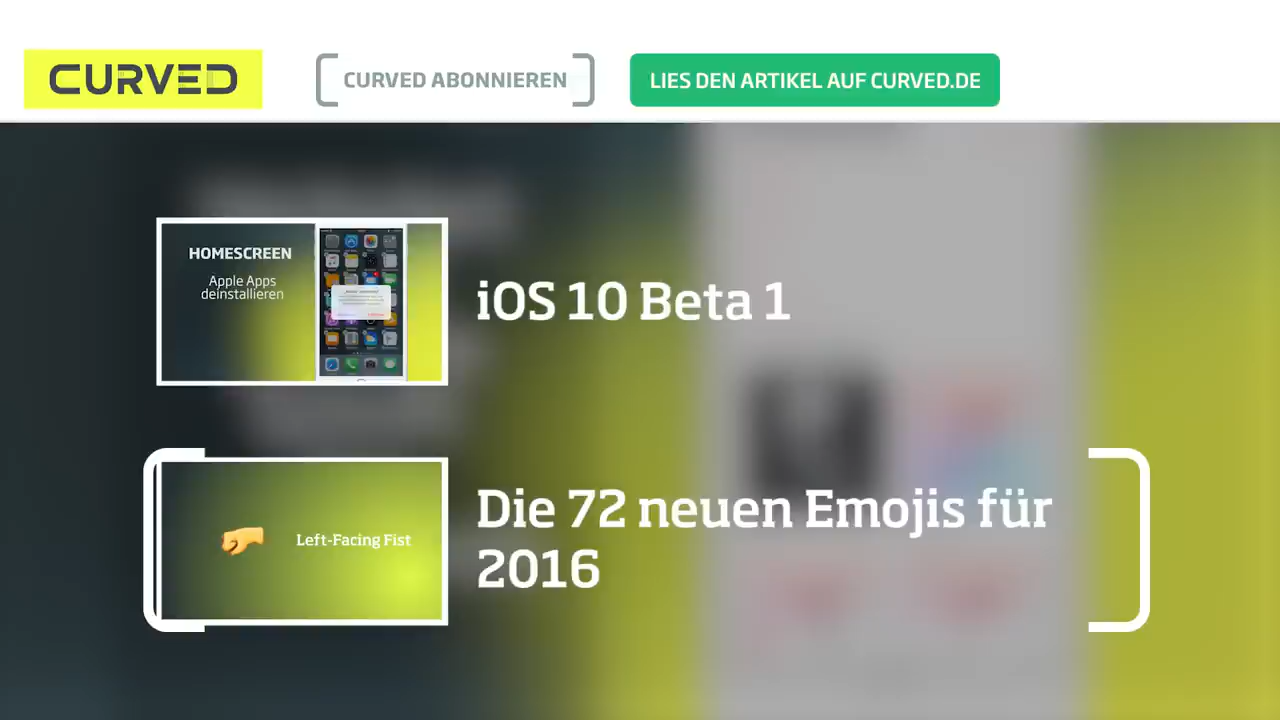 CURVED
CURVED ABONNIEREN
LIES DEN ARTIKEL AUF CURVED.DE
HOMESCREEN
Apple Apps
deinstallieren
iOS 10 Beta 1
Left-Facing Fist
Die 72 neuen Emojis für
2016